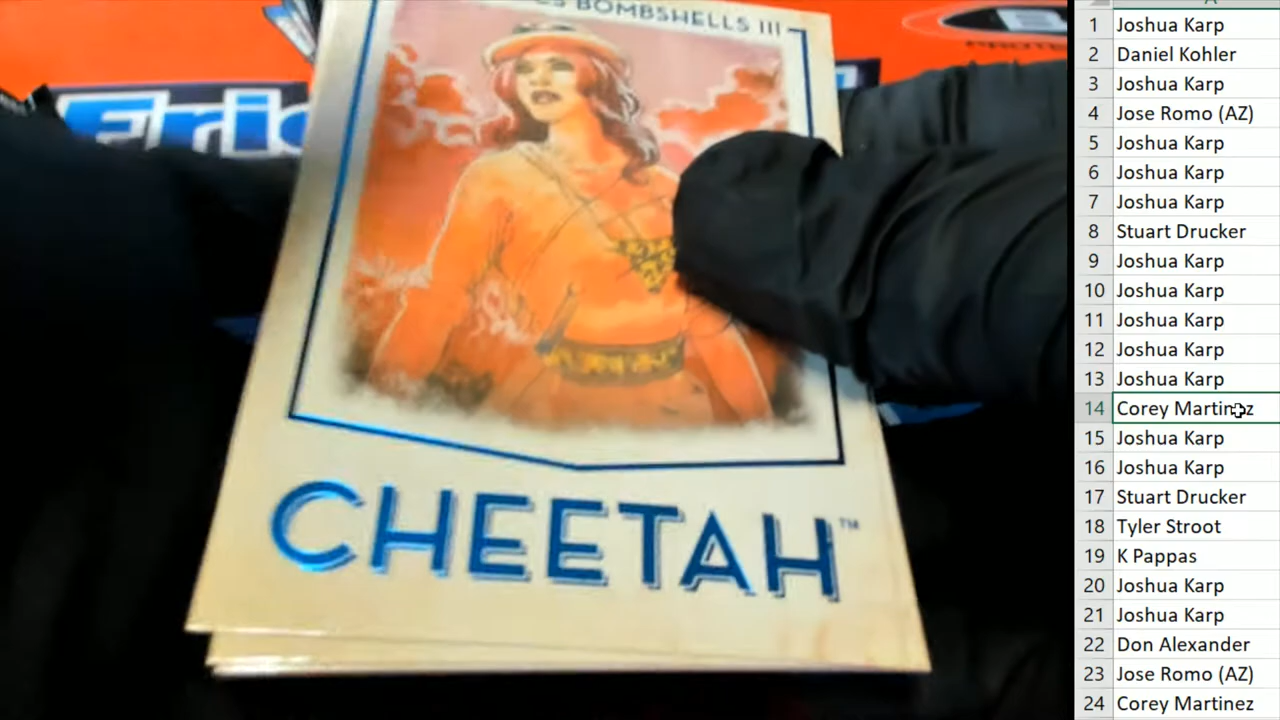 BOMBSHELLS III
Eric
CHEETAH™
A
1 Joshua Karp
2 Daniel Kohler
3 Joshua Karp
4 Jose Romo (AZ)
5 Joshua Karp
6 Joshua Karp
7 Joshua Karp
8 Stuart Drucker
9 Joshua Karp
10 Joshua Karp
11 Joshua Karp
12 Joshua Karp
13 Joshua Karp
14 Corey Martinez
15 Joshua Karp
16 Joshua Karp
17 Stuart Drucker
18 Tyler Stroot
19 K Pappas
20 Joshua Karp
21 Joshua Karp
22 Don Alexander
23 Jose Romo (AZ)
24 Corey Martinez